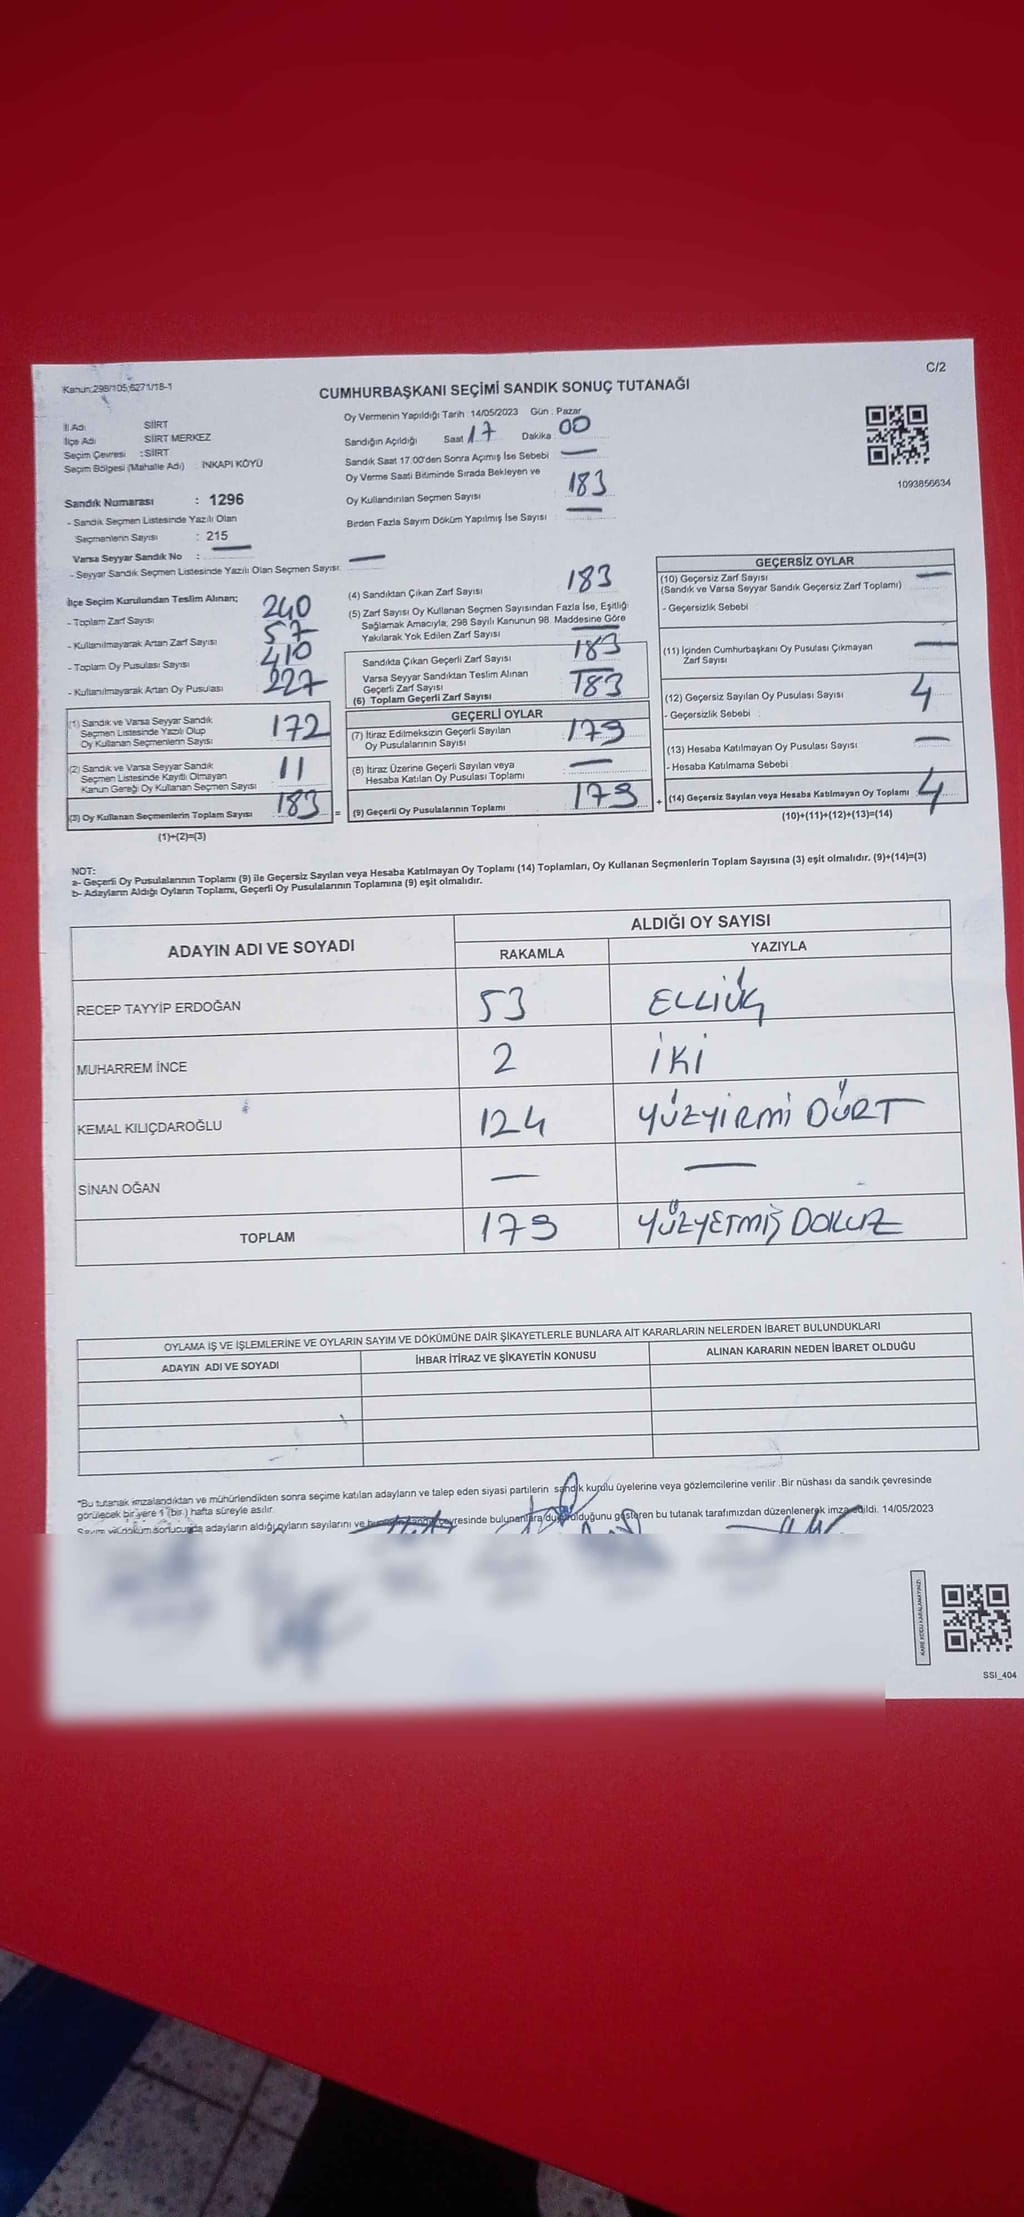 Kanun:298/105;6271/18-1
C/2
CUMHURBAŞKANI SEÇİMİ SANDIK SONUÇ TUTANAĞI
İl Adı SİİRT
İlçe Adı SİİRT MERKEZ
Seçim Çevresi : SİİRT
Seçim Bölgesi (Mahalle Adı) : İNKAPI KÖYÜ
Sandık Numarası : 1296
- Sandık Seçmen Listesinde Yazılı Olan
Seçmenlerin Sayısı : 215
Varsa Seyyar Sandık No : —
- Seyyar Sandık Seçmen Listesinde Yazılı Olan Seçmen Sayısı: —
Oy Vermenin Yapıldığı Tarih : 14/05/2023 Gün : Pazar
Sandığın Açıldığı Saat 17 Dakika 00
Sandık Saat 17.00'den Sonra Açımış İse Sebebi —
Oy Verme Saati Bitiminde Sırada Bekleyen ve
Oy Kullandırılan Seçmen Sayısı 183
Birden Fazla Sayım Döküm Yapılmış İse Sayısı —
1093856634
İlçe Seçim Kurulundan Teslim Alınan;
- Toplam Zarf Sayısı 240
- Kullanılmayarak Artan Zarf Sayısı 57
- Toplam Oy Pusulası Sayısı 410
- Kullanılmayarak Artan Oy Pusulası 227
(1) Sandık ve Varsa Seyyar Sandık
Seçmen Listesinde Yazılı Olup
Oy Kullanan Seçmenlerin Sayısı 172
(2) Sandık ve Varsa Seyyar Sandık
Seçmen Listesinde Kayıtlı Olmayan
Kanun Gereği Oy Kullanan Seçmen Sayısı 11
(3) Oy Kullanan Seçmenlerin Toplam Sayısı 183 =
(1)+(2)=(3)
(4) Sandıktan Çıkan Zarf Sayısı 183
(5) Zarf Sayısı Oy Kullanan Seçmen Sayısından Fazla İse, Eşitliği
Sağlamak Amacıyla, 298 Sayılı Kanunun 98. Maddesine Göre
Yakılarak Yok Edilen Zarf Sayısı —
Sandıkta Çıkan Geçerli Zarf Sayısı 183
Varsa Seyyar Sandıktan Teslim Alınan
Geçerli Zarf Sayısı —
(6) Toplam Geçerli Zarf Sayısı 183
GEÇERLİ OYLAR
(7) İtiraz Edilmeksizin Geçerli Sayılan
Oy Pusulalarının Sayısı 179
(8) İtiraz Üzerine Geçerli Sayılan veya
Hesaba Katılan Oy Pusulası Toplamı —
(9) Geçerli Oy Pusulalarının Toplamı 179 +
GEÇERSİZ OYLAR
(10) Geçersiz Zarf Sayısı —
(Sandık ve Varsa Seyyar Sandık Geçersiz Zarf Toplamı)
- Geçersizlik Sebebi
(11) İçinden Cumhurbaşkanı Oy Pusulası Çıkmayan
Zarf Sayısı —
(12) Geçersiz Sayılan Oy Pusulası Sayısı 4
- Geçersizlik Sebebi :
(13) Hesaba Katılmayan Oy Pusulası Sayısı —
- Hesaba Katılmama Sebebi
(14) Geçersiz Sayılan veya Hesaba Katılmayan Oy Toplamı 4
(10)+(11)+(12)+(13)=(14)
NOT:
a- Geçerli Oy Pusulalarının Toplamı (9) ile Geçersiz Sayılan veya Hesaba Katılmayan Oy Toplamı (14) Toplamları, Oy Kullanan Seçmenlerin Toplam Sayısına (3) eşit olmalıdır. (9)+(14)=(3)
b- Adayların Aldığı Oyların Toplamı, Geçerli Oy Pusulalarının Toplamına (9) eşit olmalıdır.
ADAYIN ADI VE SOYADI
ALDIĞI OY SAYISI
RAKAMLA YAZIYLA
RECEP TAYYİP ERDOĞAN 53 ELLİÜÇ
MUHARREM İNCE 2 İKİ
KEMAL KILIÇDAROĞLU 124 YÜZYİRMİ DÖRT
SİNAN OĞAN — —
TOPLAM 179 YÜZYETMİŞ DOKUZ
OYLAMA İŞ VE İŞLEMLERİNE VE OYLARIN SAYIM VE DÖKÜMÜNE DAİR ŞİKAYETLERLE BUNLARA AİT KARARLARIN NELERDEN İBARET BULUNDUKLARI
ADAYIN ADI VE SOYADI İHBAR İTİRAZ VE ŞİKAYETİN KONUSU ALINAN KARARIN NEDEN İBARET OLDUĞU
*Bu tutanak imzalandıktan ve mühürlendikten sonra seçime katılan adayların ve talep eden siyasi partilerin sandık kurulu üyelerine veya gözlemcilerine verilir .Bir nüshası da sandık çevresinde
görülecek bir yere 1 (bir ) hafta süreyle asılır.
Sayım ve döküm sonucunda adayların aldığı oyların sayılarını ve çevresinde bulunanlara duyurulduğunu gösteren bu tutanak tarafımızdan düzenlenerek imza edildi. 14/05/2023
KARE KODU KARALAMAYINIZ!
SSİ_404